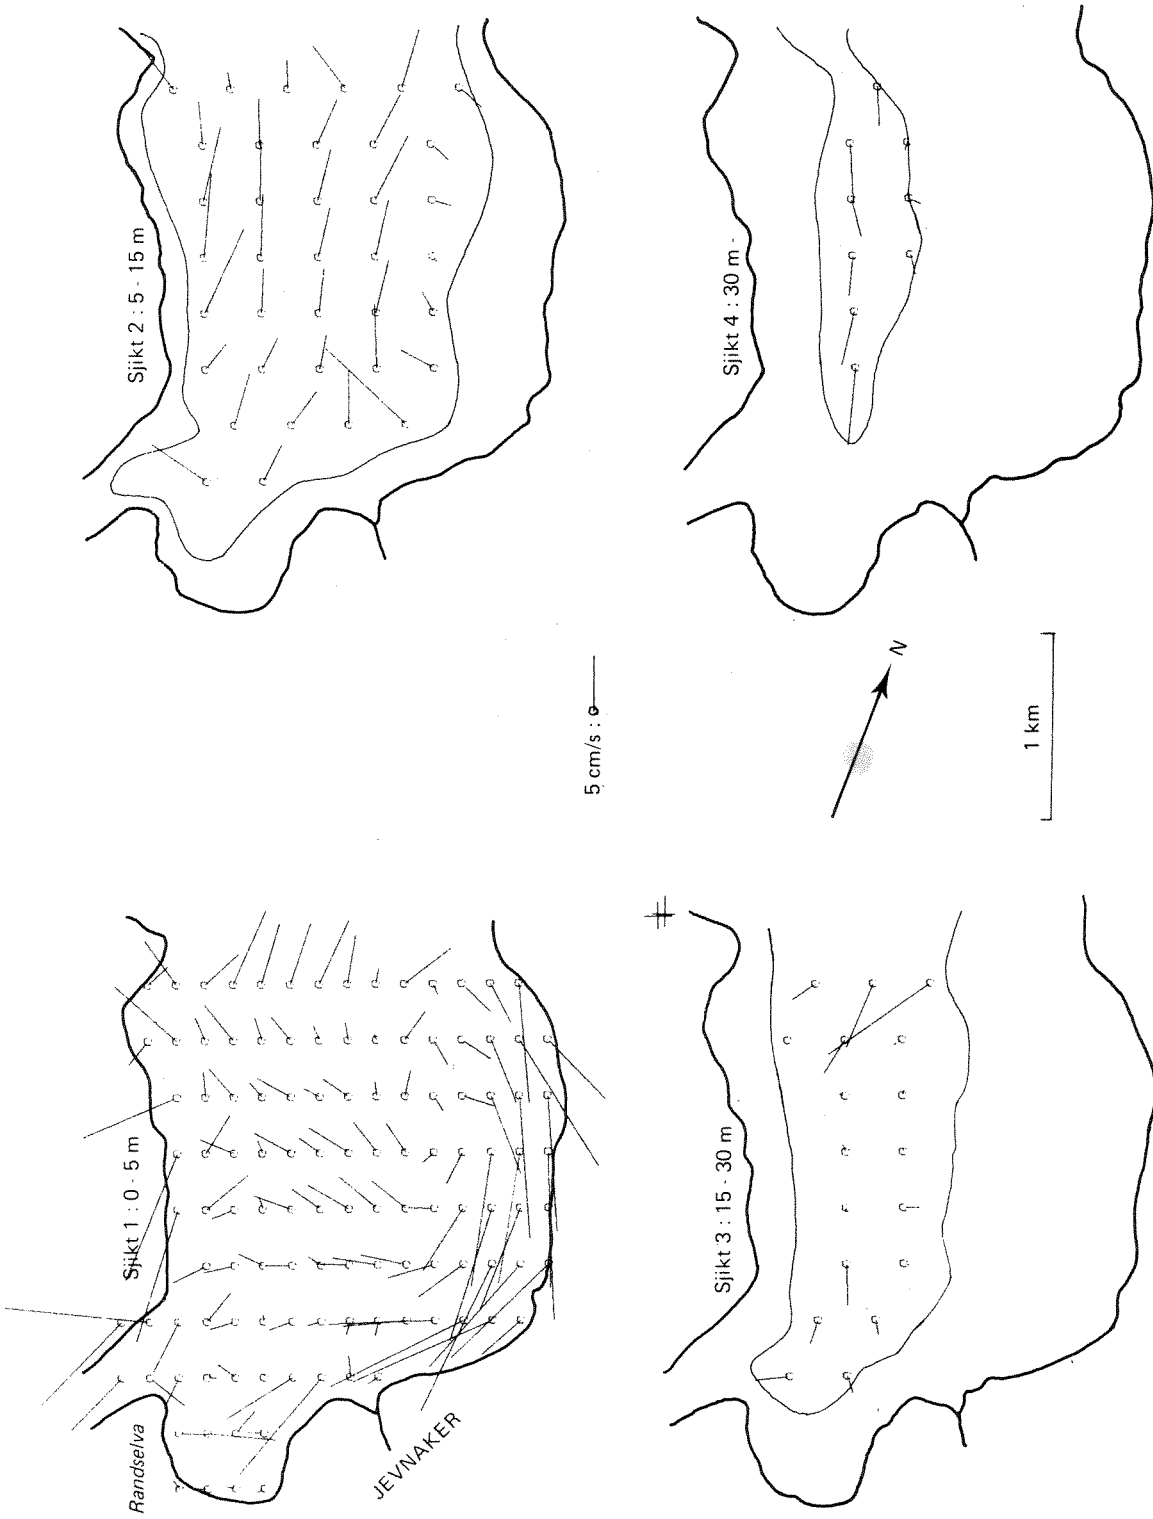 Sjikt 2 : 5 - 15 m
Sjikt 4 : 30 m -
5 cm/s :
N
1 km
Sjikt 1 : 0 - 5 m
Randselva
JEVNAKER
Sjikt 3 : 15 - 30 m